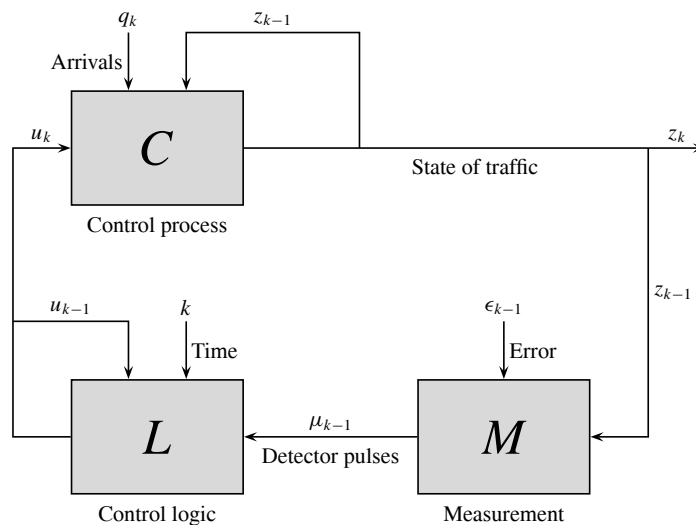 q_k
z_{k−1}
Arrivals
u_k
C
z_k
State of traffic
Control process
z_{k−1}
u_{k−1}
k
ϵ_{k−1}
Time
Error
L
μ_{k−1}
M
Detector pulses
Control logic
Measurement